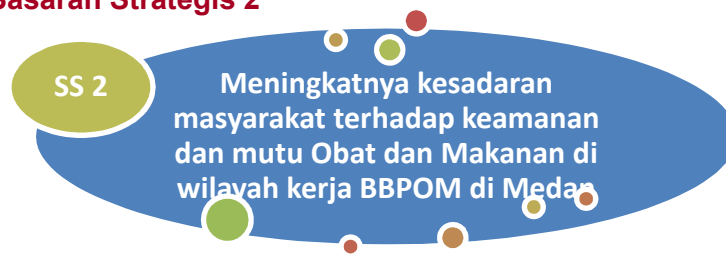 Sasaran Strategis 2
SS 2
Meningkatnya kesadaran
masyarakat terhadap keamanan
dan mutu Obat dan Makanan di
wilayah kerja BBPOM di Medan